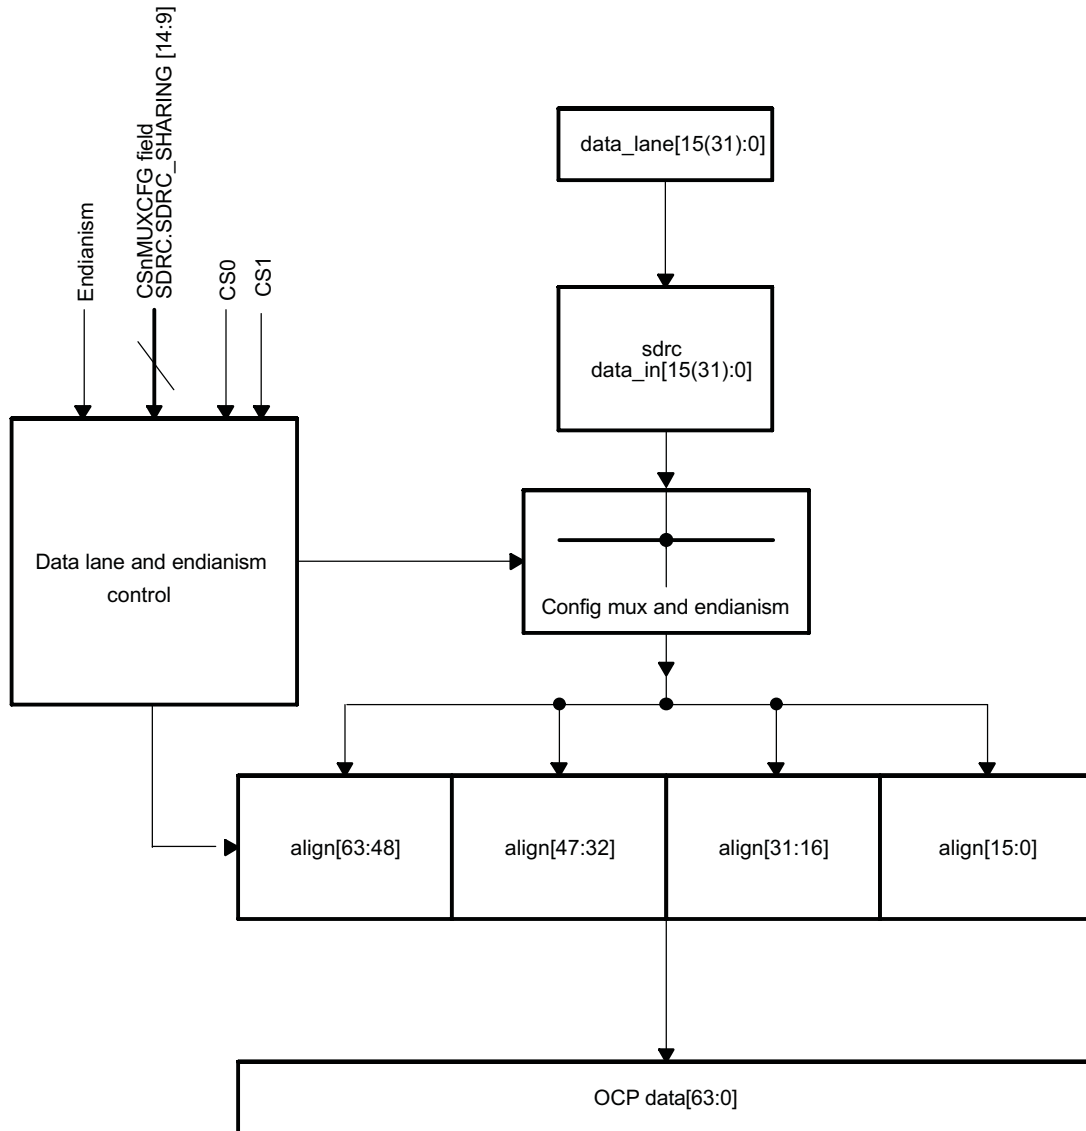 Endianism
CSnMUXCFG field
SDRC.SDRC_SHARING [14:9]
CS0
CS1
data_lane[15(31):0]
sdrc
data_in[15(31):0]
Data lane and endianism
control
Config mux and endianism
align[63:48]
align[47:32]
align[31:16]
align[15:0]
OCP data[63:0]